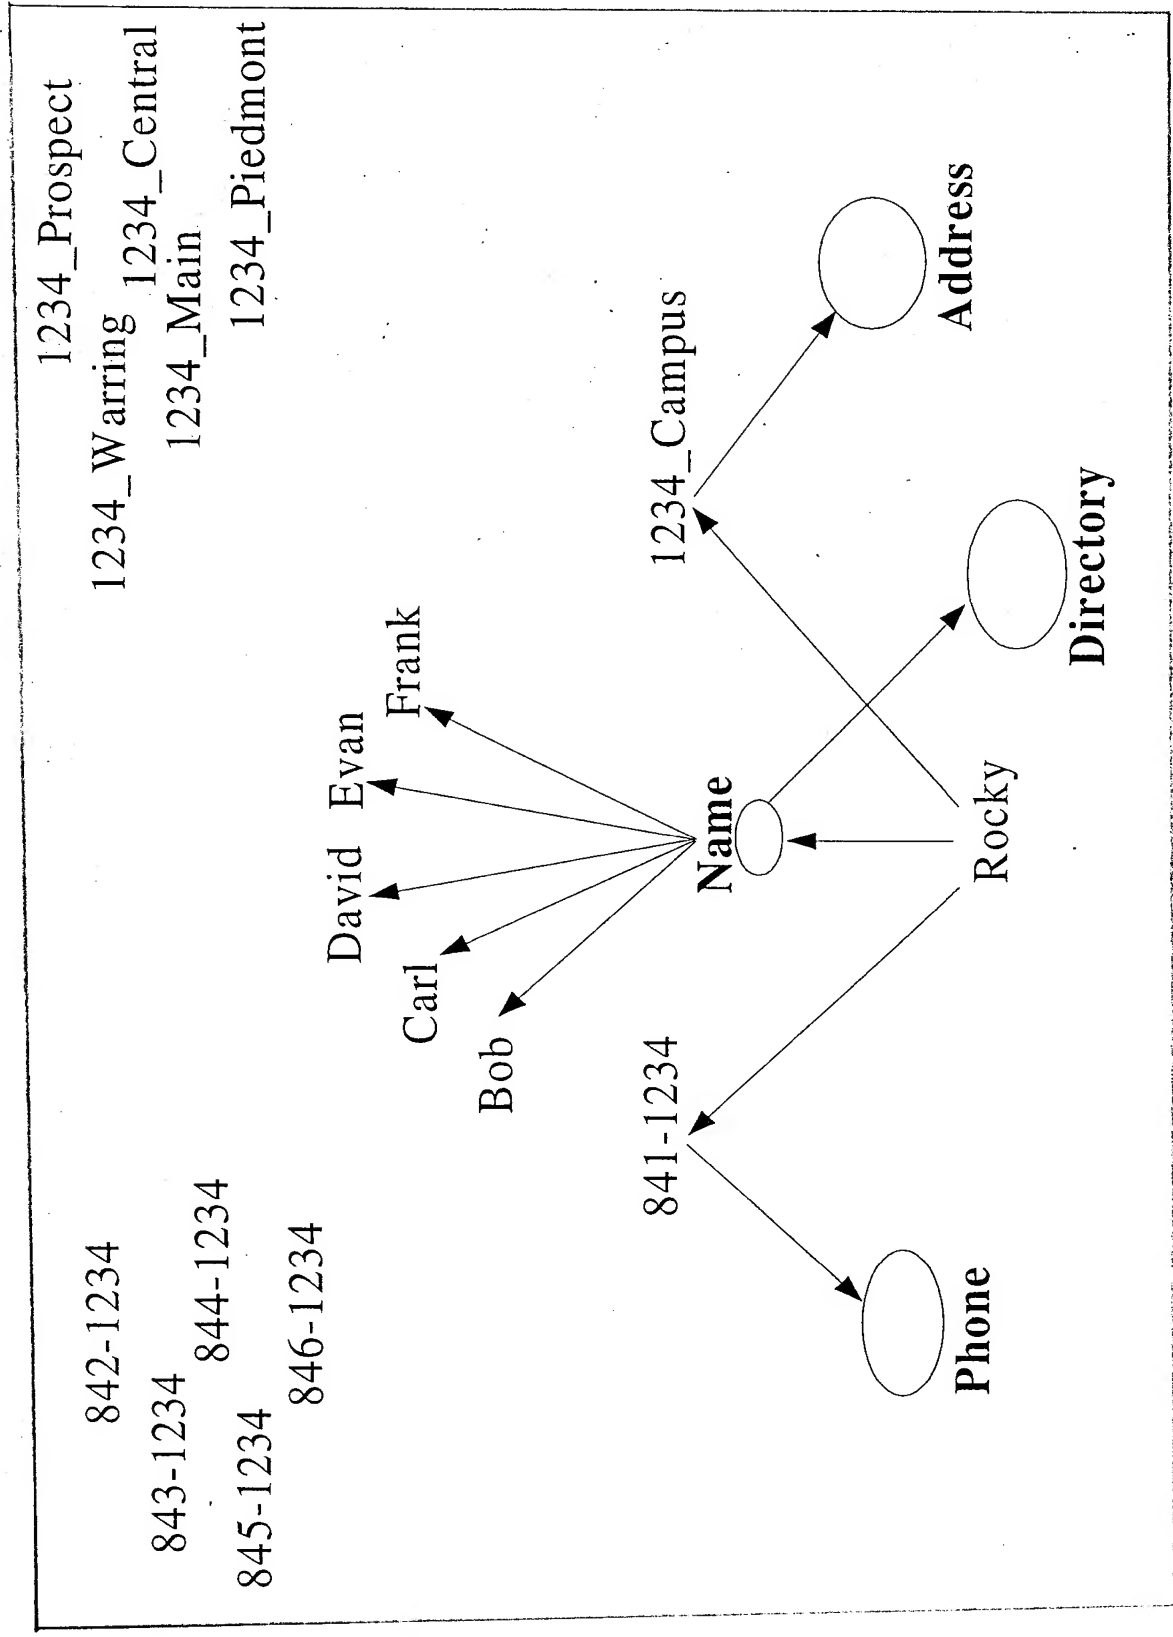 842-1234
843-1234
844-1234
845-1234
846-1234
1234_Prospect
1234_Warring
1234_Central
1234_Main
1234_Piedmont
David
Evan
Carl
Frank
Bob
841-1234
Name
1234_Campus
Phone
Rocky
Address
Directory